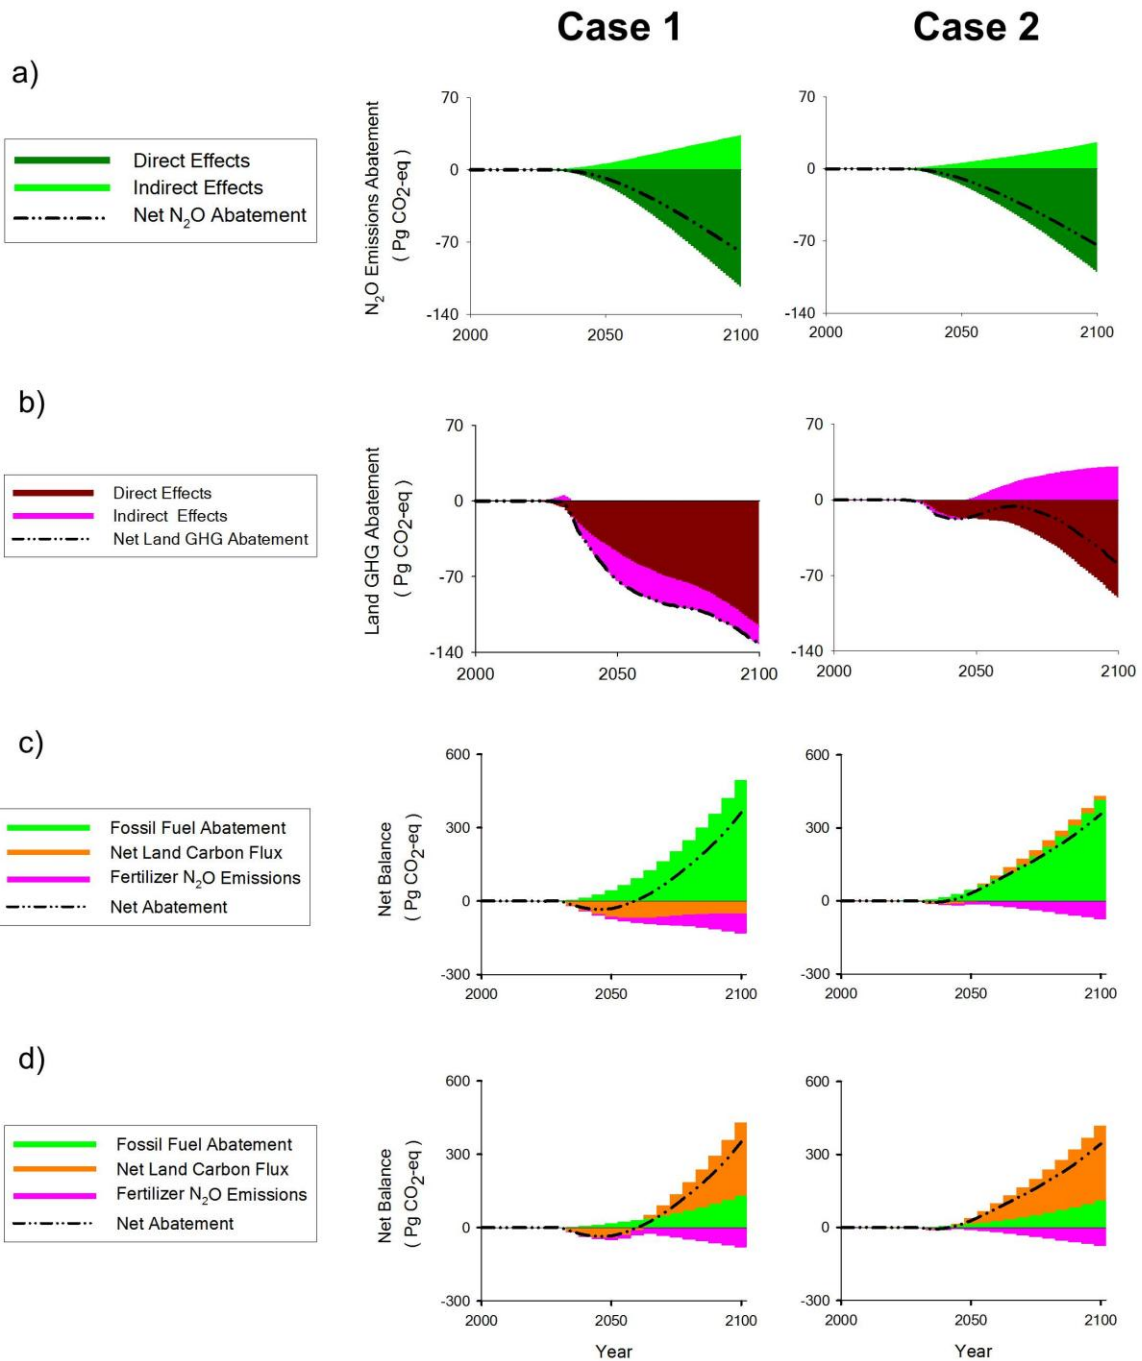 Case 1
Case 2
a)
Direct Effects
Indirect Effects
Net N₂O Abatement
N₂O Emissions Abatement
( Pg CO₂-eq )
70
0
-70
-140
2000
2050
2100
70
0
-70
-140
2000
2050
2100
b)
Direct Effects
Indirect Effects
Net Land GHG Abatement
Land GHG Abatement
( Pg CO₂-eq )
70
0
-70
-140
2000
2050
2100
70
0
-70
-140
2000
2050
2100
c)
Fossil Fuel Abatement
Net Land Carbon Flux
Fertilizer N₂O Emissions
Net Abatement
Net Balance
( Pg CO₂-eq )
600
300
0
-300
2000
2050
2100
600
300
0
-300
2000
2050
2100
d)
Fossil Fuel Abatement
Net Land Carbon Flux
Fertilizer N₂O Emissions
Net Abatement
Net Balance
( Pg CO₂-eq )
600
300
0
-300
2000
2050
2100
Year
600
300
0
-300
2000
2050
2100
Year